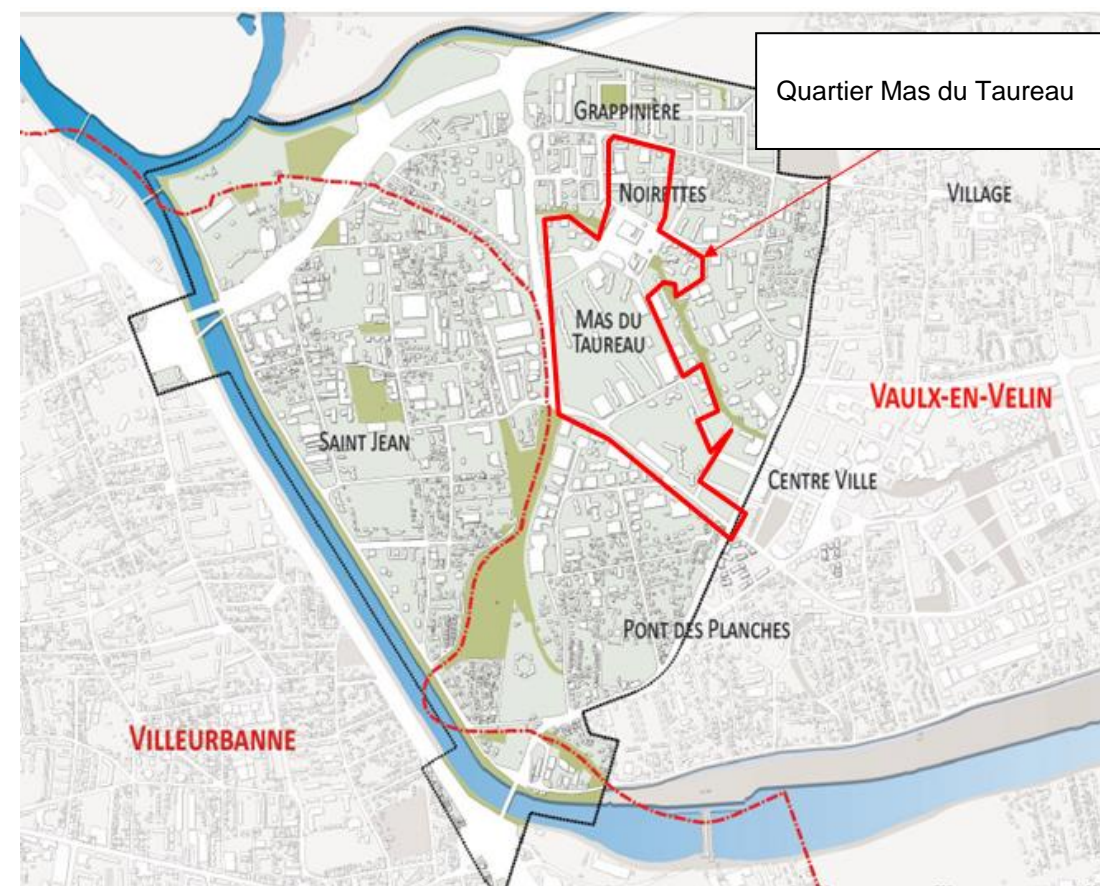 Quartier Mas du Taureau
GRAPPINIÈRE
NOIRETTES
VILLAGE
MAS DU
TAUREAU
VAULX-EN-VELIN
SAINT JEAN
CENTRE VILLE
PONT DES PLANCHES
VILLEURBANNE